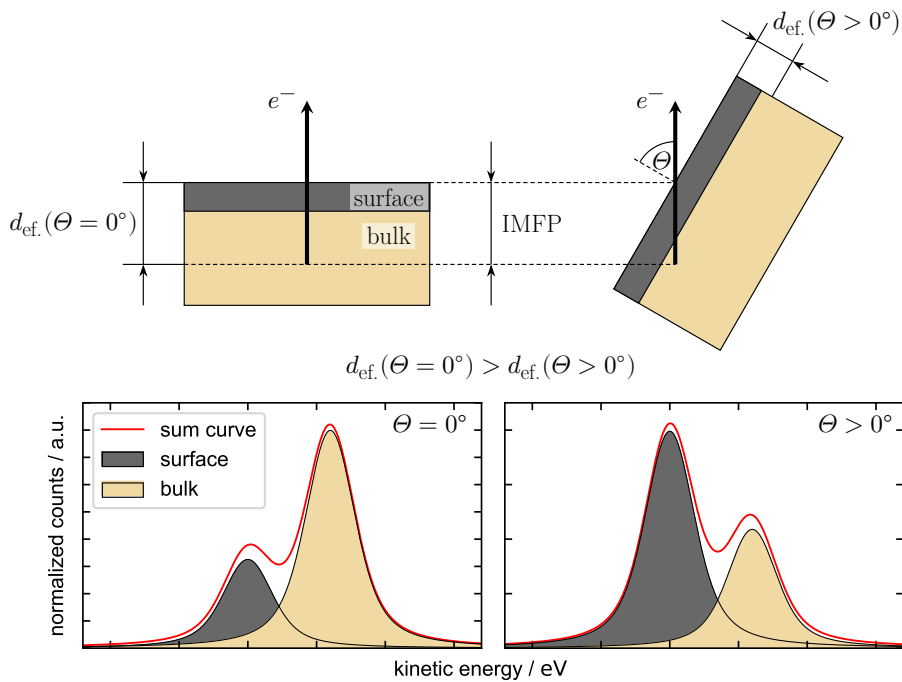 d_ef.(Θ > 0°)
e⁻
e⁻
Θ
surface
d_ef.(Θ = 0°)
IMFP
bulk
d_ef.(Θ = 0°) > d_ef.(Θ > 0°)
sum curve
surface
bulk
Θ = 0°
Θ > 0°
normalized counts / a.u.
kinetic energy / eV